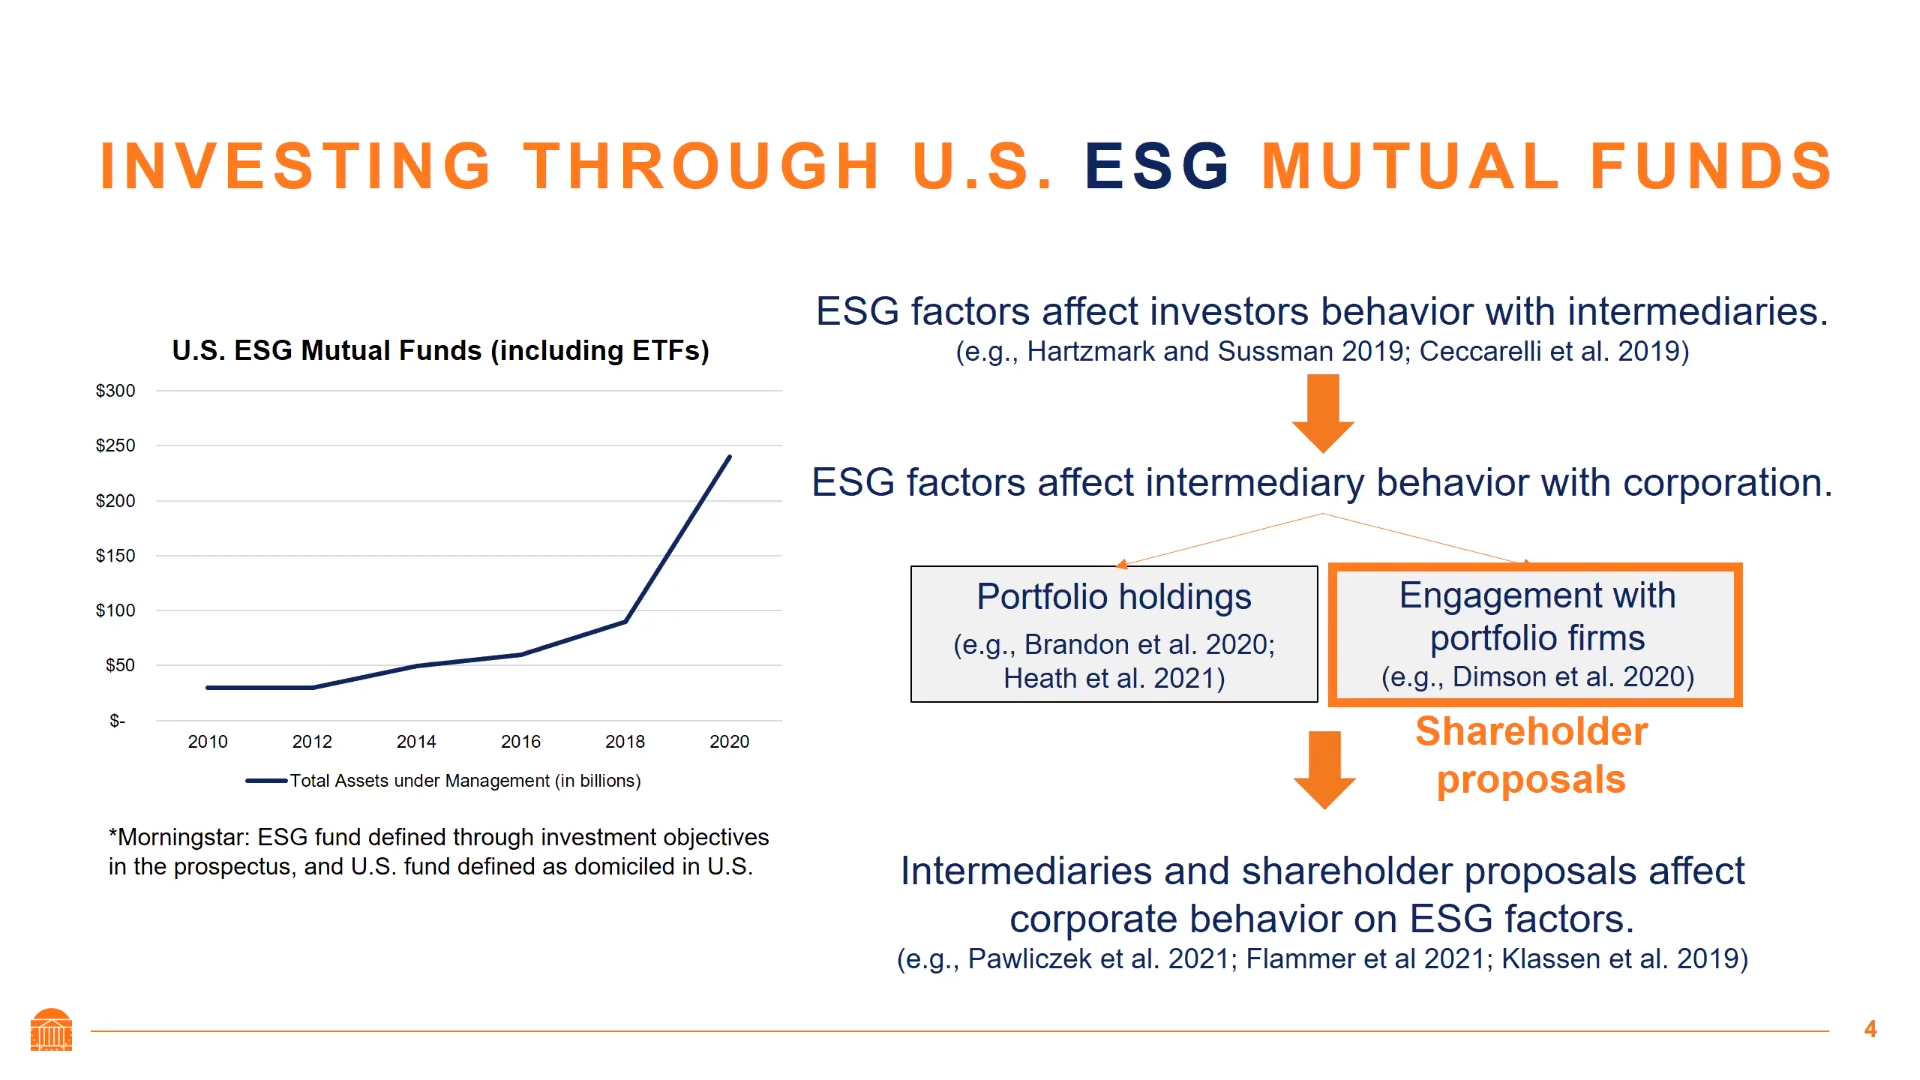 INVESTING THROUGH U.S. ESG MUTUAL FUNDS
U.S. ESG Mutual Funds (including ETFs)
$300
$250
$200
$150
$100
$50
$-
2010 2012 2014 2016 2018 2020
Total Assets under Management (in billions)
*Morningstar: ESG fund defined through investment objectives
in the prospectus, and U.S. fund defined as domiciled in U.S.
ESG factors affect investors behavior with intermediaries.
(e.g., Hartzmark and Sussman 2019; Ceccarelli et al. 2019)
ESG factors affect intermediary behavior with corporation.
Portfolio holdings
(e.g., Brandon et al. 2020;
Heath et al. 2021)
Engagement with
portfolio firms
(e.g., Dimson et al. 2020)
Shareholder
proposals
Intermediaries and shareholder proposals affect
corporate behavior on ESG factors.
(e.g., Pawliczek et al. 2021; Flammer et al 2021; Klassen et al. 2019)
4